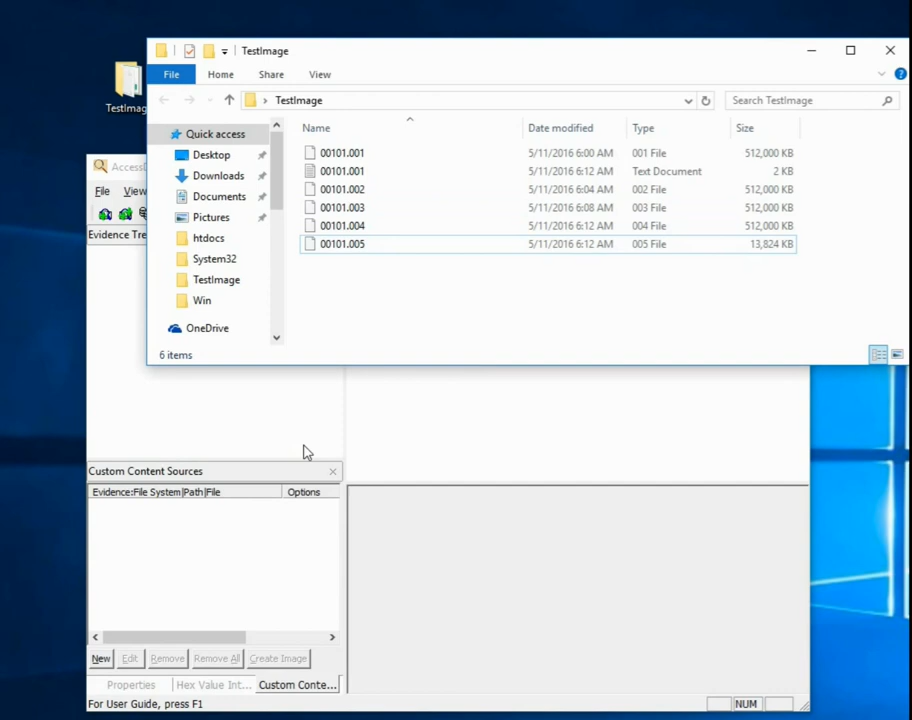 TestImage
File Home Share View
TestImage
Search TestImage
TestImag
Quick access
Desktop
Downloads
Documents
Pictures
htdocs
System32
TestImage
Win
OneDrive
Name Date modified Type Size
00101.001 5/11/2016 6:00 AM 001 File 512,000 KB
00101.001 5/11/2016 6:12 AM Text Document 2 KB
00101.002 5/11/2016 6:04 AM 002 File 512,000 KB
00101.003 5/11/2016 6:08 AM 003 File 512,000 KB
00101.004 5/11/2016 6:12 AM 004 File 512,000 KB
00101.005 5/11/2016 6:12 AM 005 File 13,824 KB
6 items
AccessD
File View
Evidence Tre
Custom Content Sources
Evidence:File System|Path|File Options
New Edit Remove Remove All Create Image
Properties Hex Value Int... Custom Conte...
For User Guide, press F1 NUM